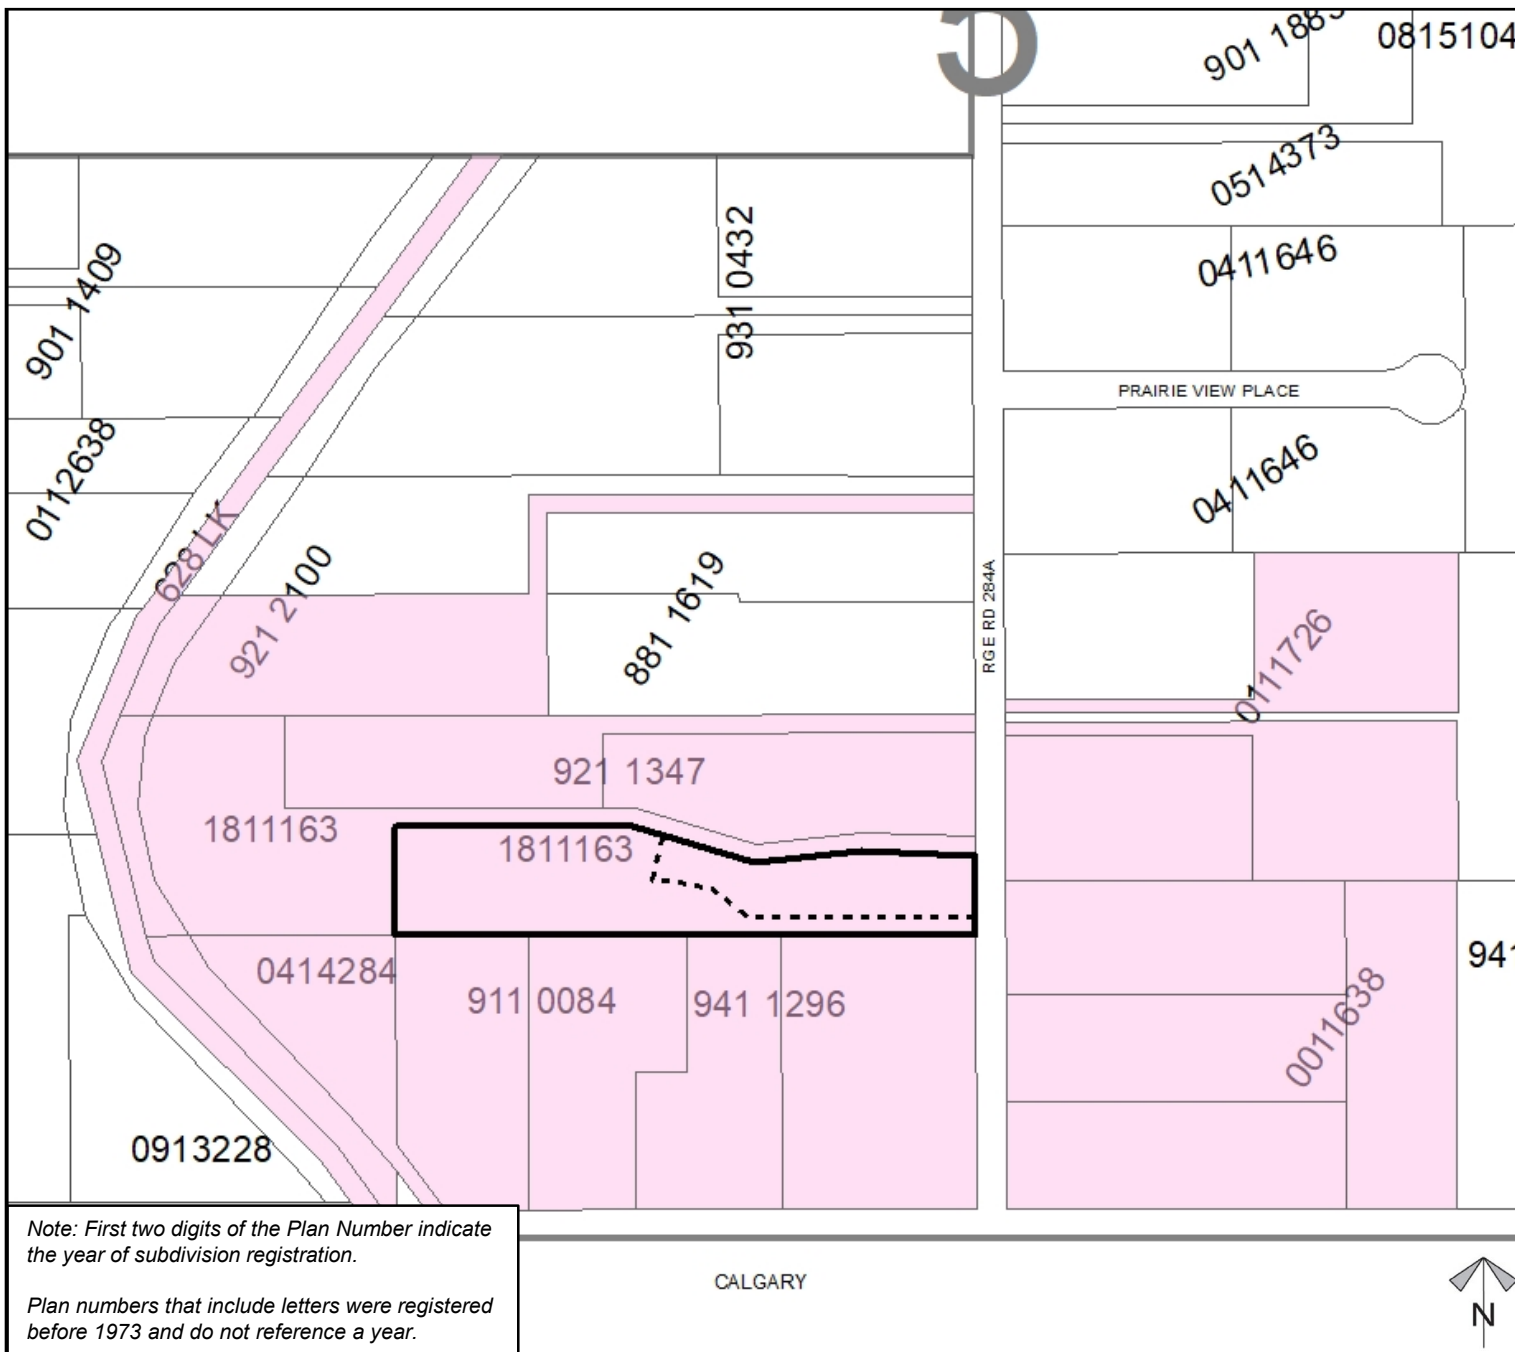 C
901 1885
0815104
0514373
0411646
901 1409
931 0432
PRAIRIE VIEW PLACE
0112638
0411646
628 LK
921 2100
881 1619
RGE RD 284A
0111726
921 1347
1811163
1811163
941
0414284
911 0084
941 1296
0011638
0913228
Note: First two digits of the Plan Number indicate
the year of subdivision registration.
Plan numbers that include letters were registered
before 1973 and do not reference a year.
CALGARY
N